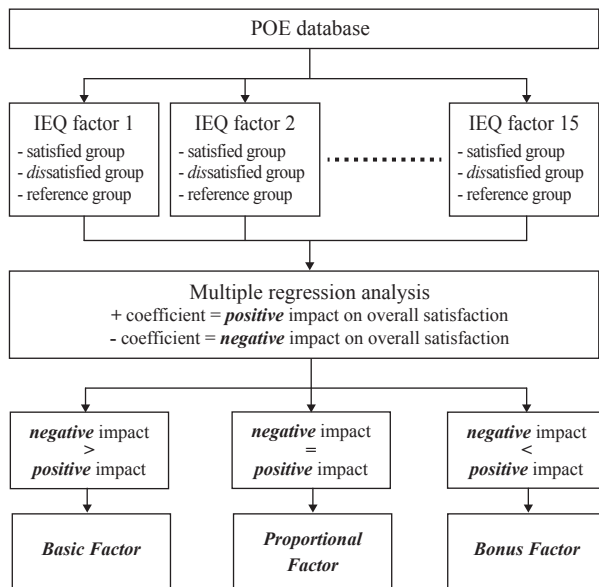 POE database
IEQ factor 1
- satisfied group
- dissatisfied group
- reference group
IEQ factor 2
- satisfied group
- dissatisfied group
- reference group
IEQ factor 15
- satisfied group
- dissatisfied group
- reference group
Multiple regression analysis
+ coefficient = positive impact on overall satisfaction
- coefficient = negative impact on overall satisfaction
negative impact
>
positive impact
negative impact
=
positive impact
negative impact
<
positive impact
Basic Factor
Proportional
Factor
Bonus Factor